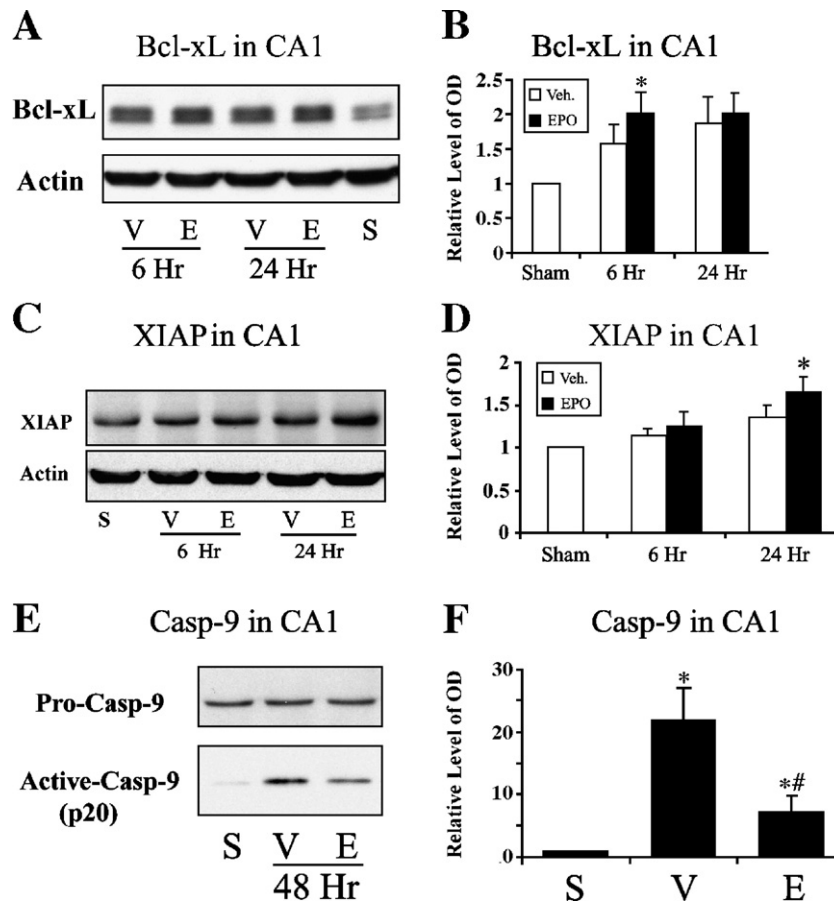 A
Bcl-xL in CA1
Bcl-xL
Actin
V E V E S
6 Hr 24 Hr
B
Bcl-xL in CA1
Relative Level of OD
2.5
2
1.5
1
0.5
0
Veh.
EPO
*
Sham 6 Hr 24 Hr
C
XIAP in CA1
XIAP
Actin
S V E V E
6 Hr 24 Hr
D
XIAP in CA1
Relative Level of OD
2
1.5
1
0.5
0
Veh.
EPO
*
Sham 6 Hr 24 Hr
E
Casp-9 in CA1
Pro-Casp-9
Active-Casp-9
(p20)
S V E
48 Hr
F
Casp-9 in CA1
Relative Level of OD
30
20
10
.0
*
*#
S V E